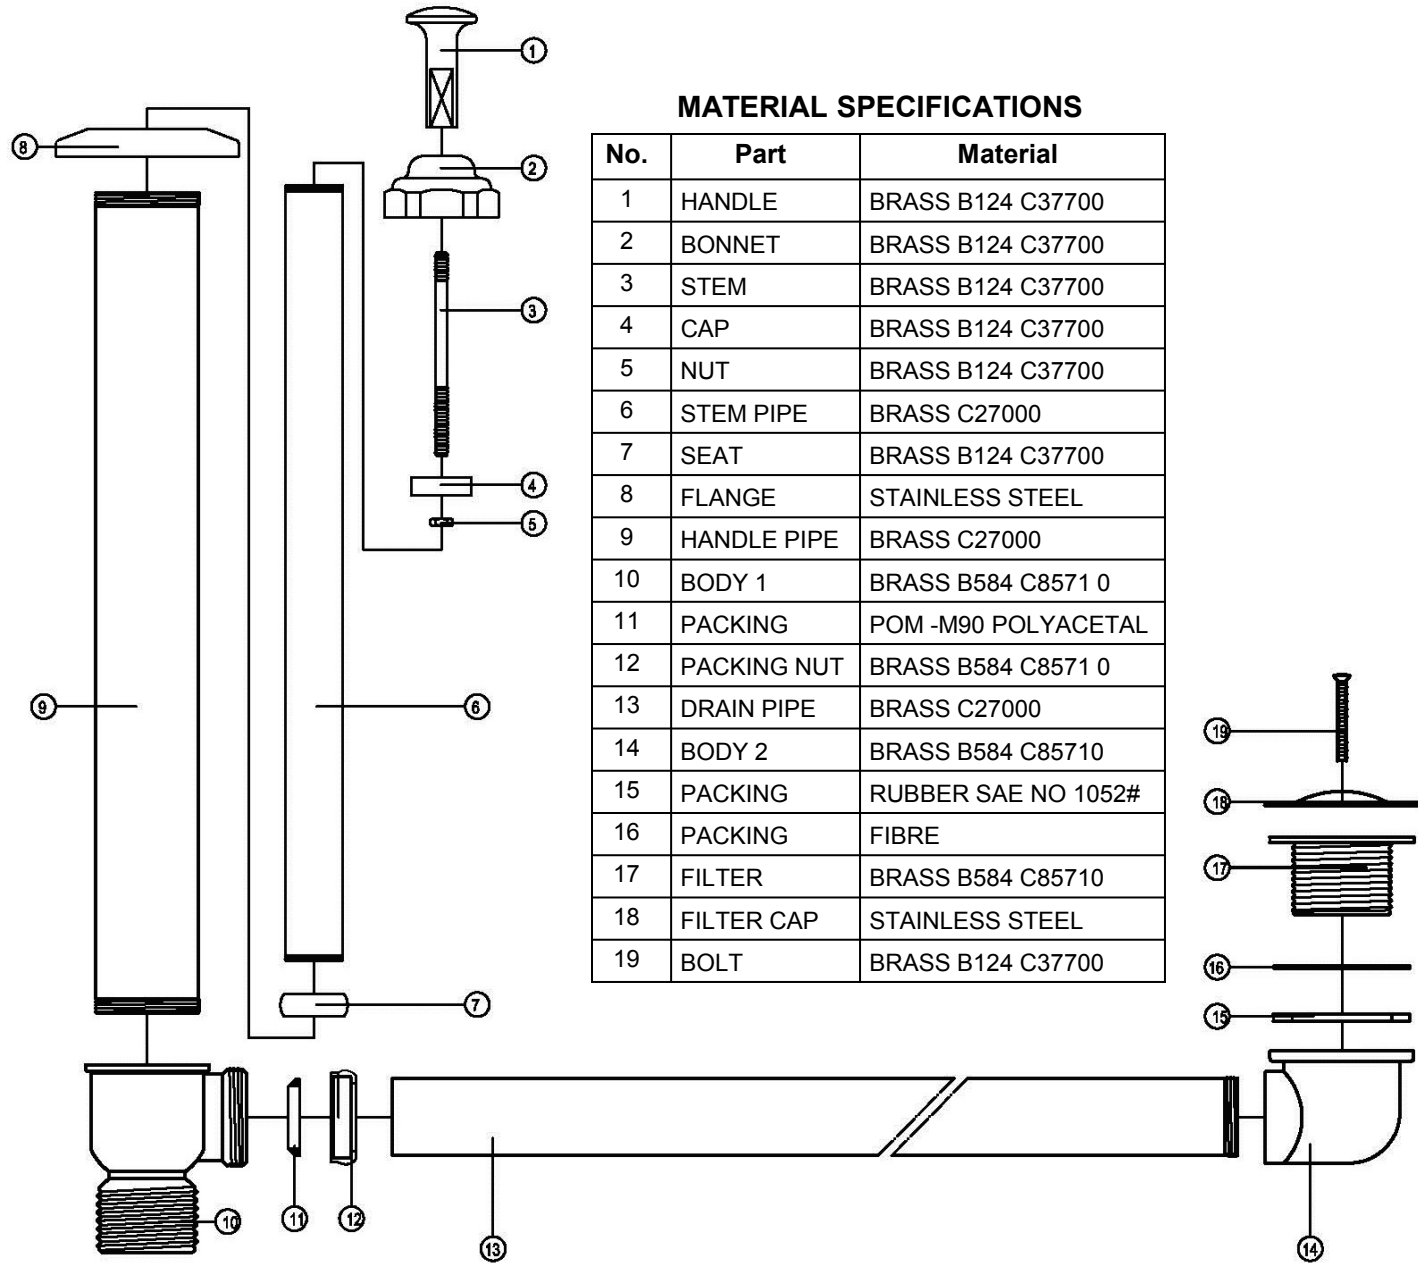 MATERIAL SPECIFICATIONS
No. Part Material
1 HANDLE BRASS B124 C37700
2 BONNET BRASS B124 C37700
3 STEM BRASS B124 C37700
4 CAP BRASS B124 C37700
5 NUT BRASS B124 C37700
6 STEM PIPE BRASS C27000
7 SEAT BRASS B124 C37700
8 FLANGE STAINLESS STEEL
9 HANDLE PIPE BRASS C27000
10 BODY 1 BRASS B584 C8571 0
11 PACKING POM -M90 POLYACETAL
12 PACKING NUT BRASS B584 C8571 0
13 DRAIN PIPE BRASS C27000
14 BODY 2 BRASS B584 C85710
15 PACKING RUBBER SAE NO 1052#
16 PACKING FIBRE
17 FILTER BRASS B584 C85710
18 FILTER CAP STAINLESS STEEL
19 BOLT BRASS B124 C37700
1
2
3
4
5
6
7
8
9
10
11
12
13
14
15
16
17
18
19